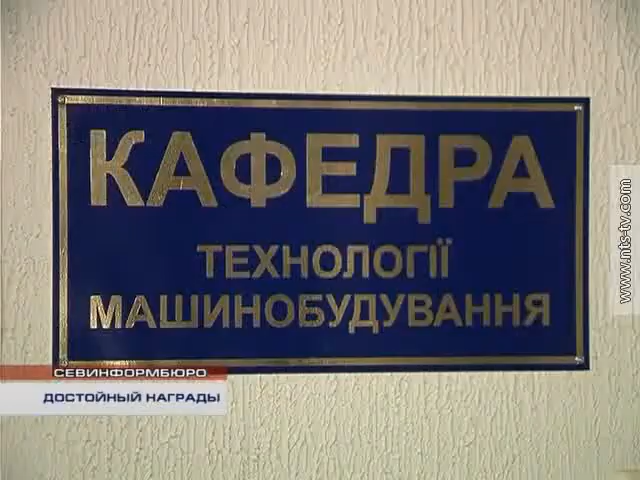 КАФЕДРА
ТЕХНОЛОГІЇ
МАШИНОБУДУВАННЯ
www.nts-tv.com
СЕВИНФОРМБЮРО
ДОСТОЙНЫЙ НАГРАДЫ